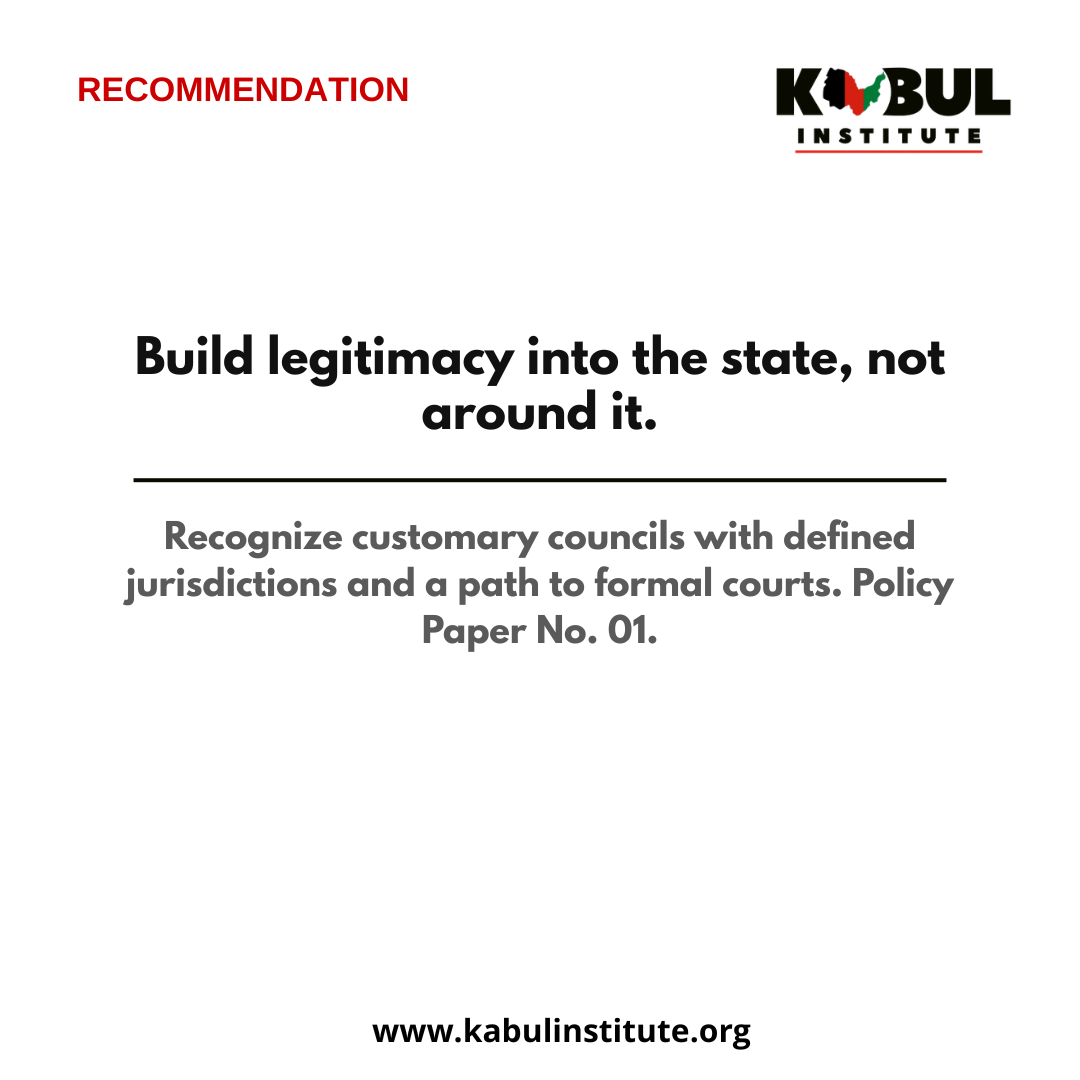 RECOMMENDATION
KABUL
INSTITUTE
Build legitimacy into the state, not
around it.
Recognize customary councils with defined
jurisdictions and a path to formal courts. Policy
Paper No. 01.
www.kabulinstitute.org